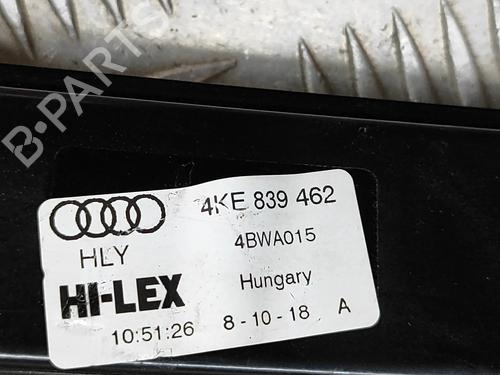 B-PARTS
4KE 839 462
HLY
4BWA015
HI-LEX
Hungary
10:51:26
8-10-18 A